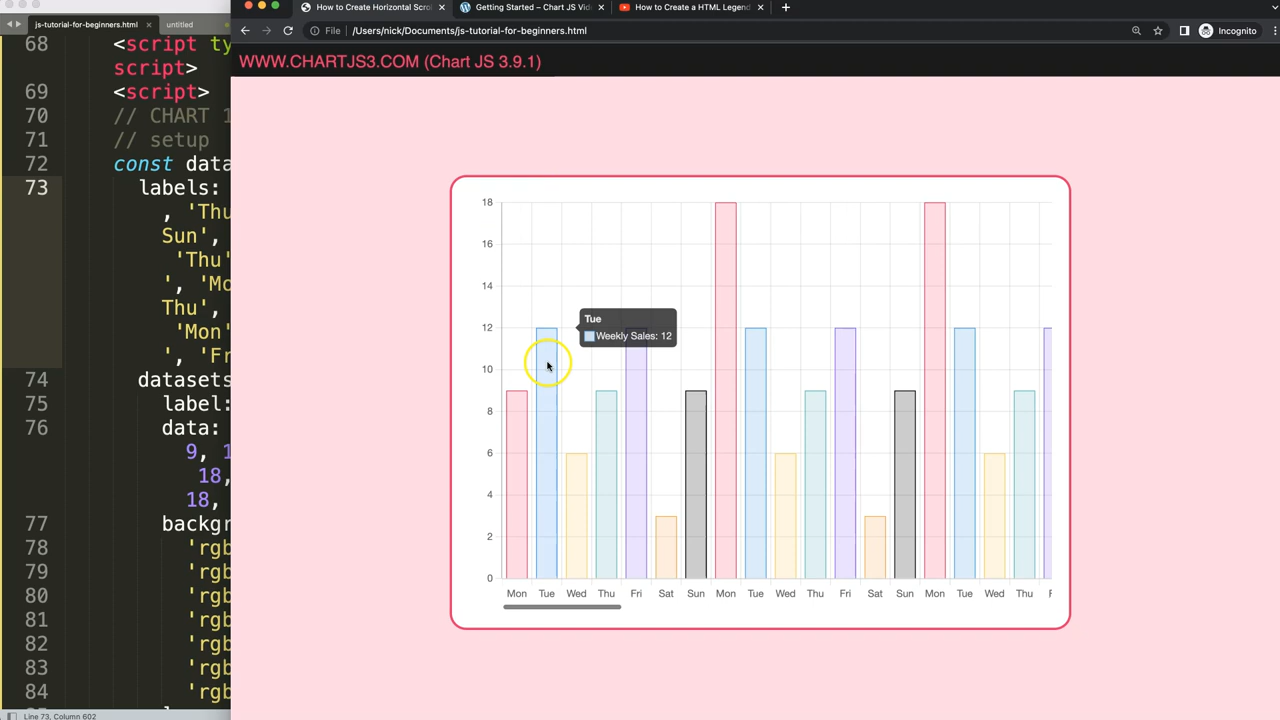 js-tutorial-for-beginners.html
untitled
How to Create Horizontal Scrol
Getting Started – Chart JS Vid
How to Create a HTML Legend
File
/Users/nick/Documents/js-tutorial-for-beginners.html
Incognito
WWW.CHARTJS3.COM (Chart JS 3.9.1)
68 <script ty
script>
69 <script>
70 // CHART 1
71 // setup
72 const data
73 labels:
, 'Thu
Sun',
'Thu'
', 'Mo
Thu',
'Mon'
', 'Fr
74 datasets
75 label:
76 data:
9, 1
18,
18,
77 backgr
78 'rgb
79 'rgb
80 'rgb
81 'rgb
82 'rgb
83 'rgb
84 'rgb
Line 73, Column 602
18
16
14
12
10
8
6
4
2
0
Tue
Weekly Sales: 12
Mon Tue Wed Thu Fri Sat Sun Mon Tue Wed Thu Fri Sat Sun Mon Tue Wed Thu F